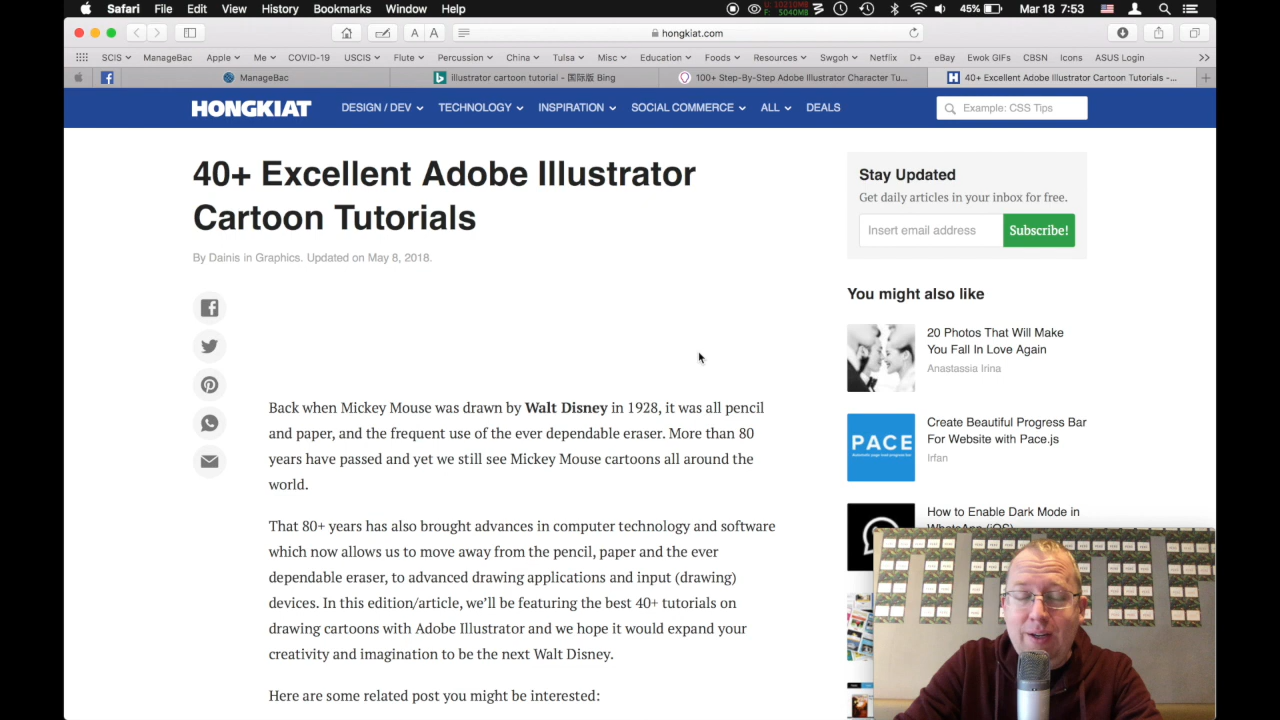 Safari File Edit View History Bookmarks Window Help
U: 10210MB
F: 5040MB
45% Mar 18 7:53
hongkiat.com
A A
SCIS ManageBac Apple Me COVID-19 USCIS Flute Percussion China Tulsa Misc Education Foods Resources Swgoh Netflix D+ eBay Ewok GIFs CBSN ASUS Login
ManageBac
illustrator cartoon tutorial - 国际版 Bing
100+ Step-By-Step Adobe Illustrator Character Tu...
40+ Excellent Adobe Illustrator Cartoon Tutorials -...
HONGKIAT DESIGN / DEV TECHNOLOGY INSPIRATION SOCIAL COMMERCE ALL DEALS
Example: CSS Tips
40+ Excellent Adobe Illustrator
Cartoon Tutorials
By Dainis in Graphics. Updated on May 8, 2018.
Back when Mickey Mouse was drawn by Walt Disney in 1928, it was all pencil
and paper, and the frequent use of the ever dependable eraser. More than 80
years have passed and yet we still see Mickey Mouse cartoons all around the
world.
That 80+ years has also brought advances in computer technology and software
which now allows us to move away from the pencil, paper and the ever
dependable eraser, to advanced drawing applications and input (drawing)
devices. In this edition/article, we'll be featuring the best 40+ tutorials on
drawing cartoons with Adobe Illustrator and we hope it would expand your
creativity and imagination to be the next Walt Disney.
Here are some related post you might be interested:
Stay Updated
Get daily articles in your inbox for free.
Insert email address
Subscribe!
You might also like
20 Photos That Will Make
You Fall In Love Again
Anastassia Irina
PACE
Create Beautiful Progress Bar
For Website with Pace.js
Irfan
How to Enable Dark Mode in
WhatsApp (iOS)